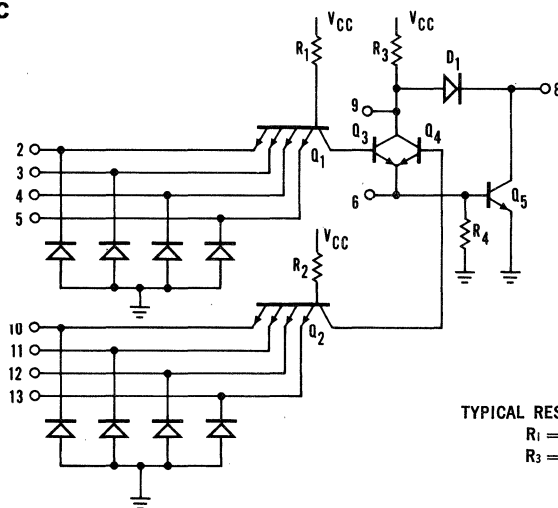 C
VCC
VCC
R1
R3
D1
8
9
Q3
Q4
2
3
Q1
4
6
Q5
5
R4
VCC
R2
10
Q2
11
12
13
TYPICAL RES
R1 =
R3 =